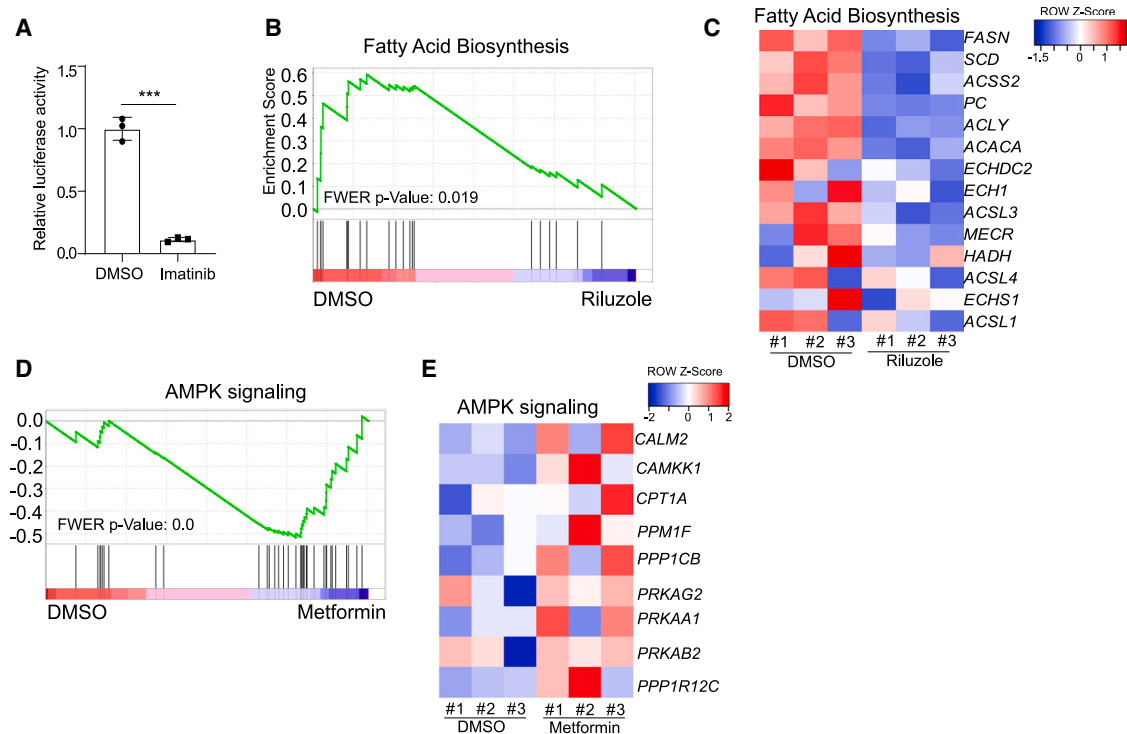 A
Relative luciferase activity
1.5
1.0
0.5
0.0
***
DMSO
Imatinib
B
Fatty Acid Biosynthesis
Enrichment Score
0.6
0.5
0.4
0.3
0.2
0.1
0.0
FWER p-Value: 0.019
DMSO
Riluzole
C
Fatty Acid Biosynthesis
ROW Z-Score
-1.5 0 1
FASN
SCD
ACSS2
PC
ACLY
ACACA
ECHDC2
ECH1
ACSL3
MECR
HADH
ACSL4
ECHS1
ACSL1
#1 #2 #3 #1 #2 #3
DMSO Riluzole
D
AMPK signaling
0.0
-0.1
-0.2
-0.3
-0.4
-0.5
FWER p-Value: 0.0
DMSO
Metformin
E
AMPK signaling
ROW Z-Score
-2 -1 0 1 2
CALM2
CAMKK1
CPT1A
PPM1F
PPP1CB
PRKAG2
PRKAA1
PRKAB2
PPP1R12C
#1 #2 #3 #1 #2 #3
DMSO Metformin